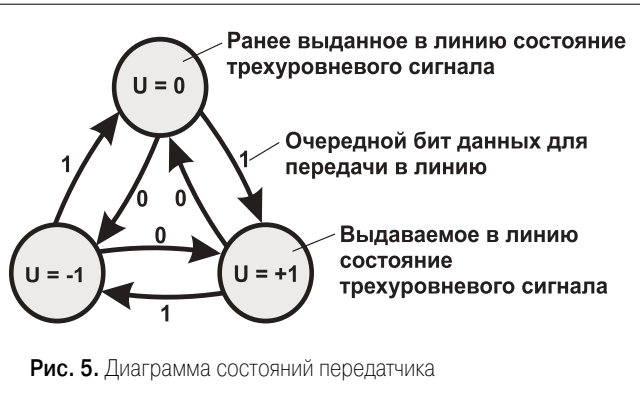 Ранее выданное в линию состояние
трехуровневого сигнала
U = 0
Очередной бит данных для
передачи в линию
1
1
0
0
Выдаваемое в линию
состояние
трехуровневого сигнала
0
U = -1
U = +1
1
Рис. 5. Диаграмма состояний передатчика